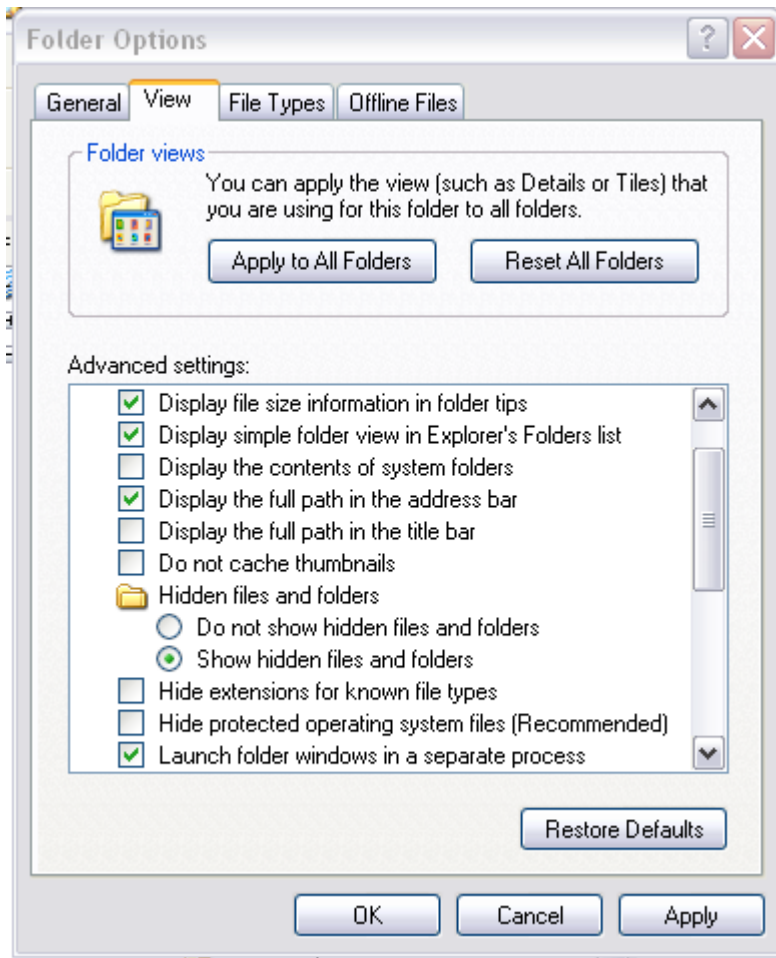 Folder Options
General View File Types Offline Files
Folder views
You can apply the view (such as Details or Tiles) that
you are using for this folder to all folders.
Apply to All Folders Reset All Folders
Advanced settings:
Display file size information in folder tips
Display simple folder view in Explorer's Folders list
Display the contents of system folders
Display the full path in the address bar
Display the full path in the title bar
Do not cache thumbnails
Hidden files and folders
Do not show hidden files and folders
Show hidden files and folders
Hide extensions for known file types
Hide protected operating system files (Recommended)
Launch folder windows in a separate process
Restore Defaults
OK Cancel Apply